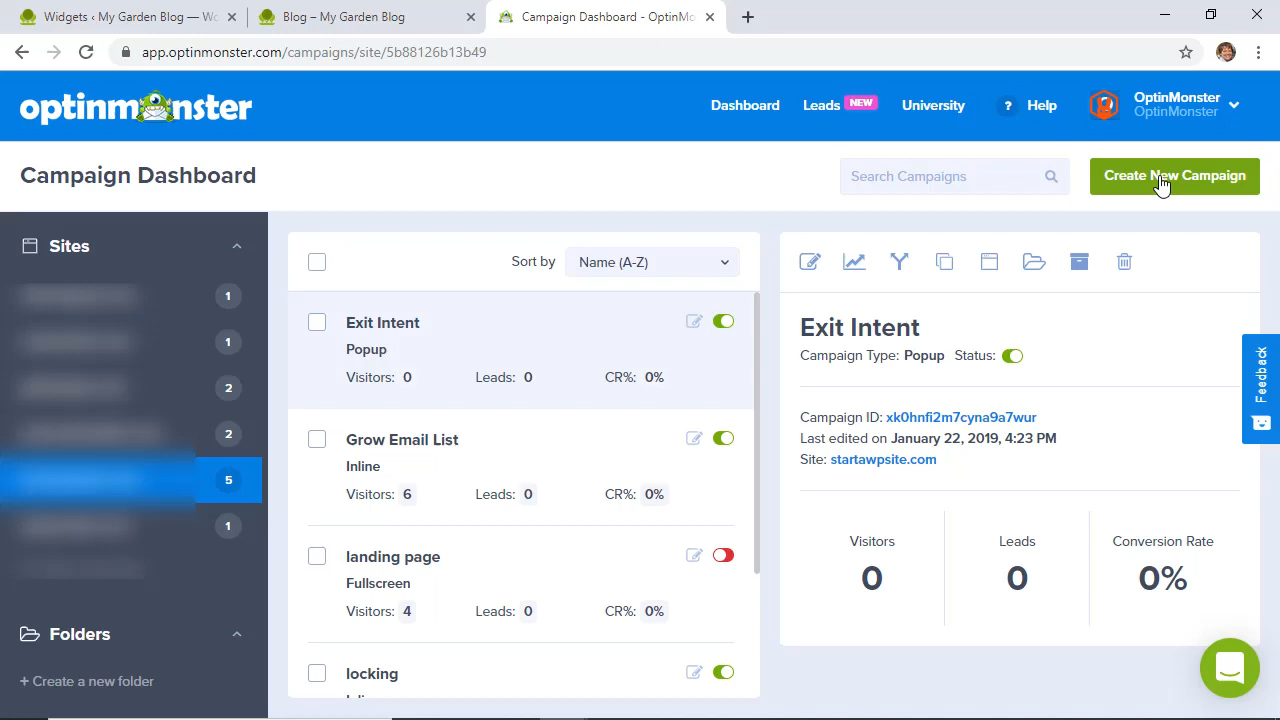 Widgets ‹ My Garden Blog — Wo
Blog – My Garden Blog
Campaign Dashboard - OptinMo
app.optinmonster.com/campaigns/site/5b88126b13b49
optinmonster
Dashboard
Leads NEW
University
? Help
OptinMonster
OptinMonster
Campaign Dashboard
Search Campaigns
Create New Campaign
Sites
1
1
2
2
5
1
Folders
+ Create a new folder
Sort by Name (A-Z)
Exit Intent
Popup
Visitors: 0 Leads: 0 CR%: 0%
Grow Email List
Inline
Visitors: 6 Leads: 0 CR%: 0%
landing page
Fullscreen
Visitors: 4 Leads: 0 CR%: 0%
locking
Exit Intent
Campaign Type: Popup Status:
Campaign ID: xk0hnfi2m7cyna9a7wur
Last edited on January 22, 2019, 4:23 PM
Site: startawpsite.com
Visitors Leads Conversion Rate
0 0 0%
Feedback